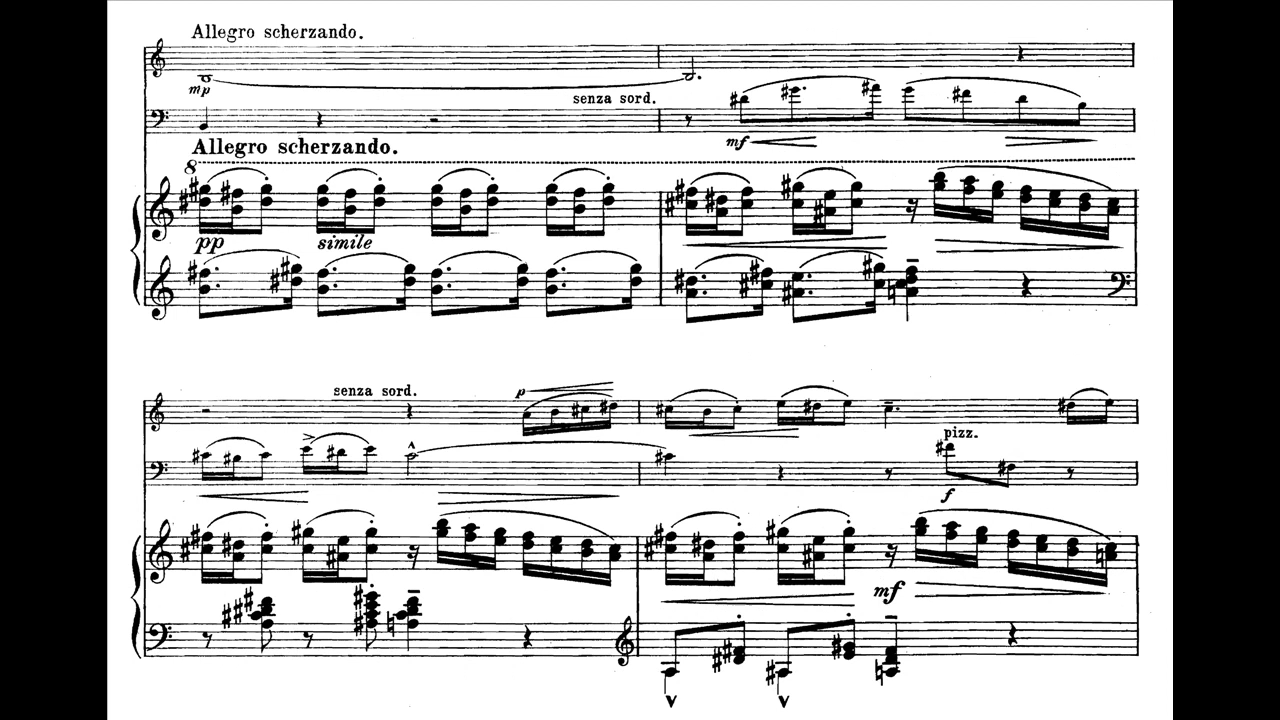 Allegro scherzando.
mp
senza sord.
mf
Allegro scherzando.
8
pp
simile
senza sord.
p
pizz.
f
mf